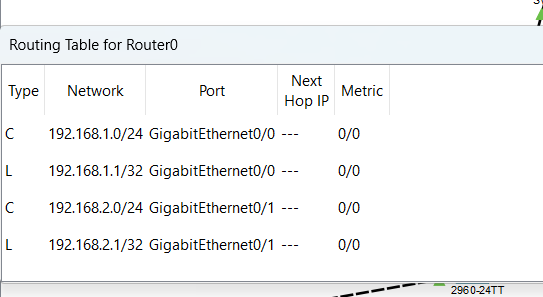 Routing Table for Router0
Type Network Port Next Hop IP Metric
C 192.168.1.0/24 GigabitEthernet0/0 --- 0/0
L 192.168.1.1/32 GigabitEthernet0/0 --- 0/0
C 192.168.2.0/24 GigabitEthernet0/1 --- 0/0
L 192.168.2.1/32 GigabitEthernet0/1 --- 0/0
2960-24TT